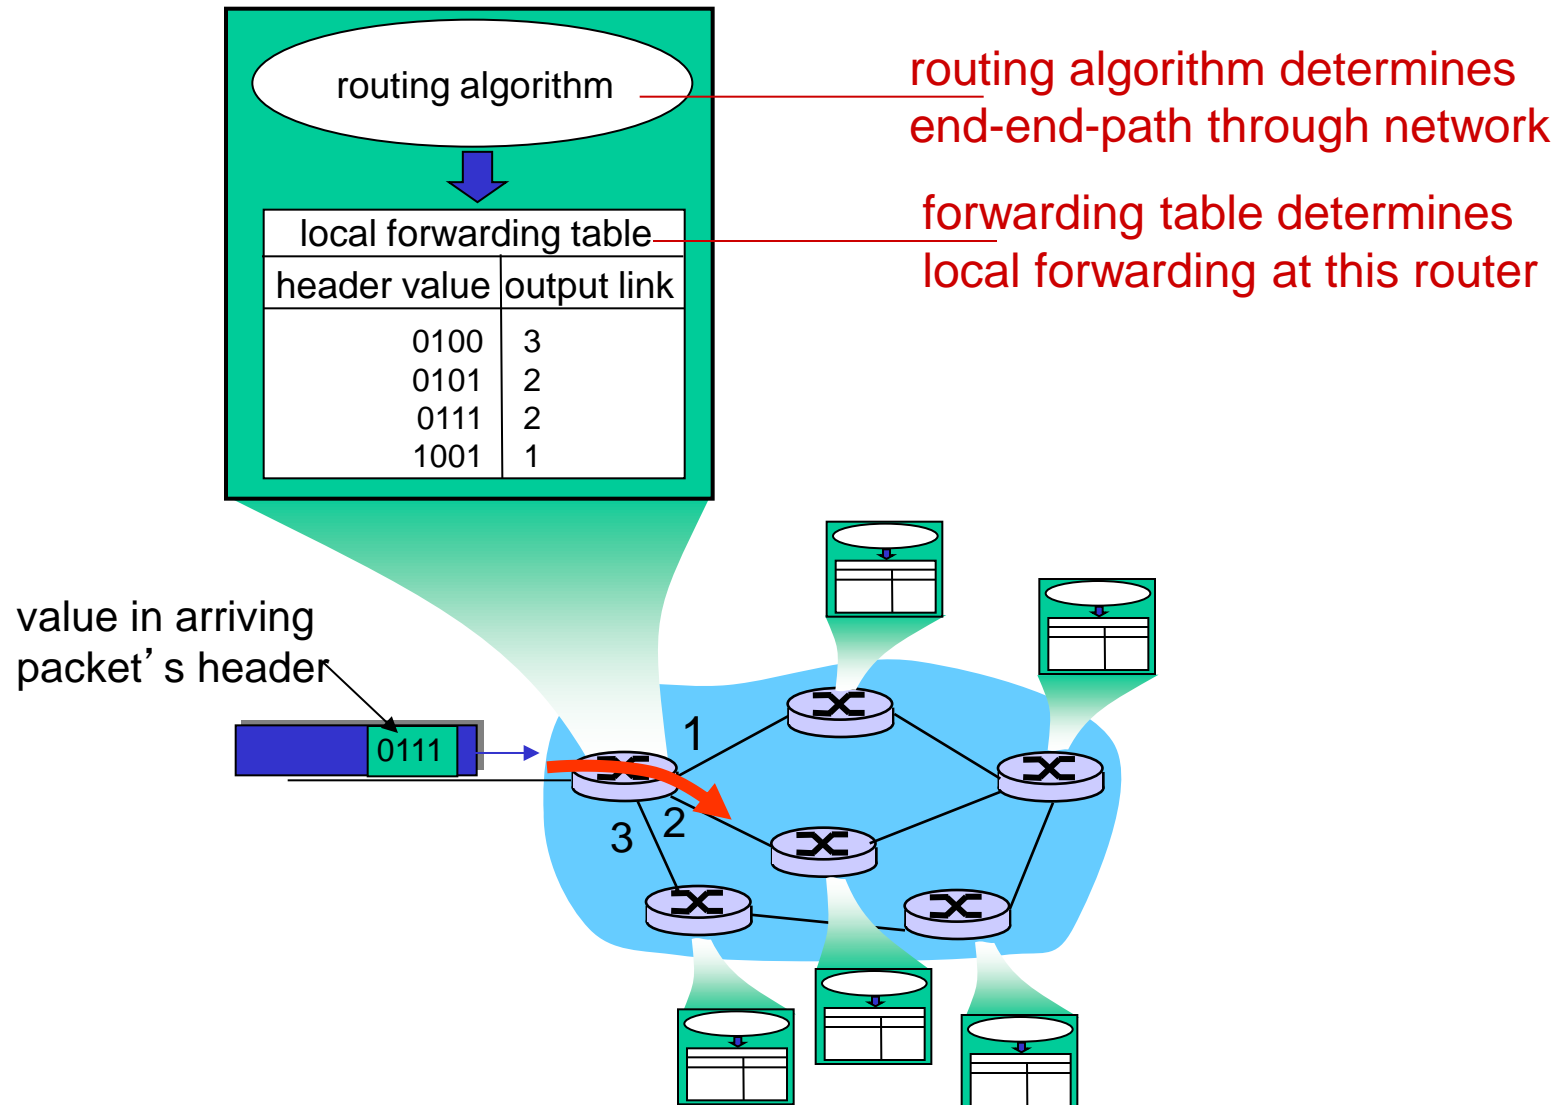 routing algorithm
routing algorithm determines
end-end-path through network
local forwarding table
forwarding table determines
local forwarding at this router
header value output link
0100 3
0101 2
0111 2
1001 1
value in arriving
packet’ s header
0111
1
2
3